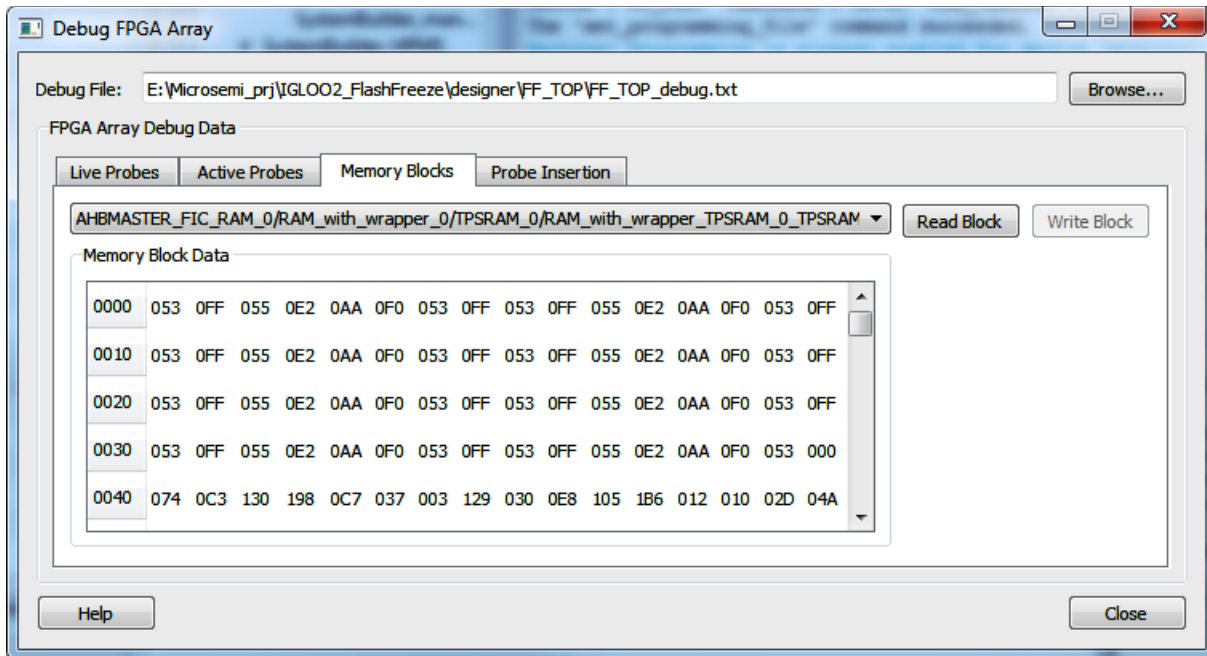 Debug FPGA Array
Debug File: E:\Microsemi_prj\IGLOO2_FlashFreeze\designer\FF_TOP\FF_TOP_debug.txt Browse...
FPGA Array Debug Data
Live Probes Active Probes Memory Blocks Probe Insertion
AHBMASTER_FIC_RAM_0/RAM_with_wrapper_0/TPSRAM_0/RAM_with_wrapper_TPSRAM_0_TPSRAM Read Block Write Block
Memory Block Data
0000 053 0FF 055 0E2 0AA 0F0 053 0FF 053 0FF 055 0E2 0AA 0F0 053 0FF
0010 053 0FF 055 0E2 0AA 0F0 053 0FF 053 0FF 055 0E2 0AA 0F0 053 0FF
0020 053 0FF 055 0E2 0AA 0F0 053 0FF 053 0FF 055 0E2 0AA 0F0 053 0FF
0030 053 0FF 055 0E2 0AA 0F0 053 0FF 053 0FF 055 0E2 0AA 0F0 053 000
0040 074 0C3 130 198 0C7 037 003 129 030 0E8 105 1B6 012 010 02D 04A
Help Close